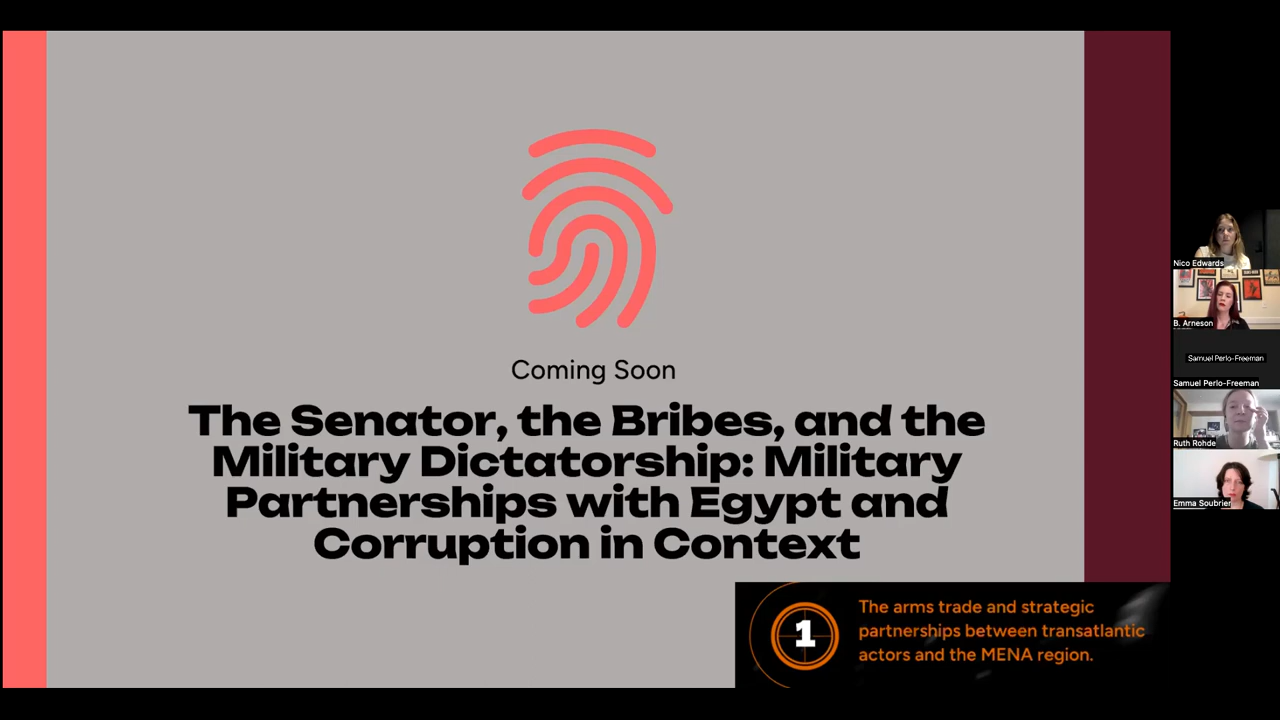 Coming Soon
The Senator, the Bribes, and the
Military Dictatorship: Military
Partnerships with Egypt and
Corruption in Context
1
The arms trade and strategic
partnerships between transatlantic
actors and the MENA region.
Nico Edwards
B. Arneson
Samuel Perlo-Freeman
Samuel Perlo-Freeman
Ruth Rohde
Emma Soubrier